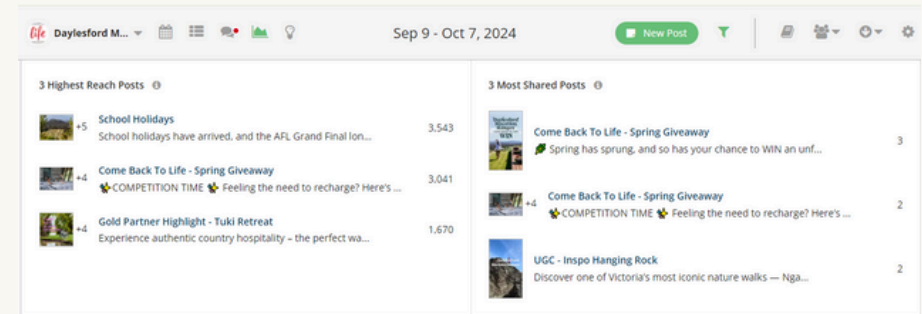 life Daylesford M... Sep 9 - Oct 7, 2024 New Post
3 Highest Reach Posts
+5 School Holidays
School holidays have arrived, and the AFL Grand Final lon... 3.543
+4 Come Back To Life - Spring Giveaway
COMPETITION TIME Feeling the need to recharge? Here's ... 3.041
+4 Gold Partner Highlight - Tuki Retreat
Experience authentic country hospitality – the perfect wa... 1.670
3 Most Shared Posts
WIN
Come Back To Life - Spring Giveaway
Spring has sprung, and so has your chance to WIN an unf... 3
+4 Come Back To Life - Spring Giveaway
COMPETITION TIME Feeling the need to recharge? Here's ... 2
UGC - Inspo Hanging Rock
Discover one of Victoria's most iconic nature walks — Nga... 2